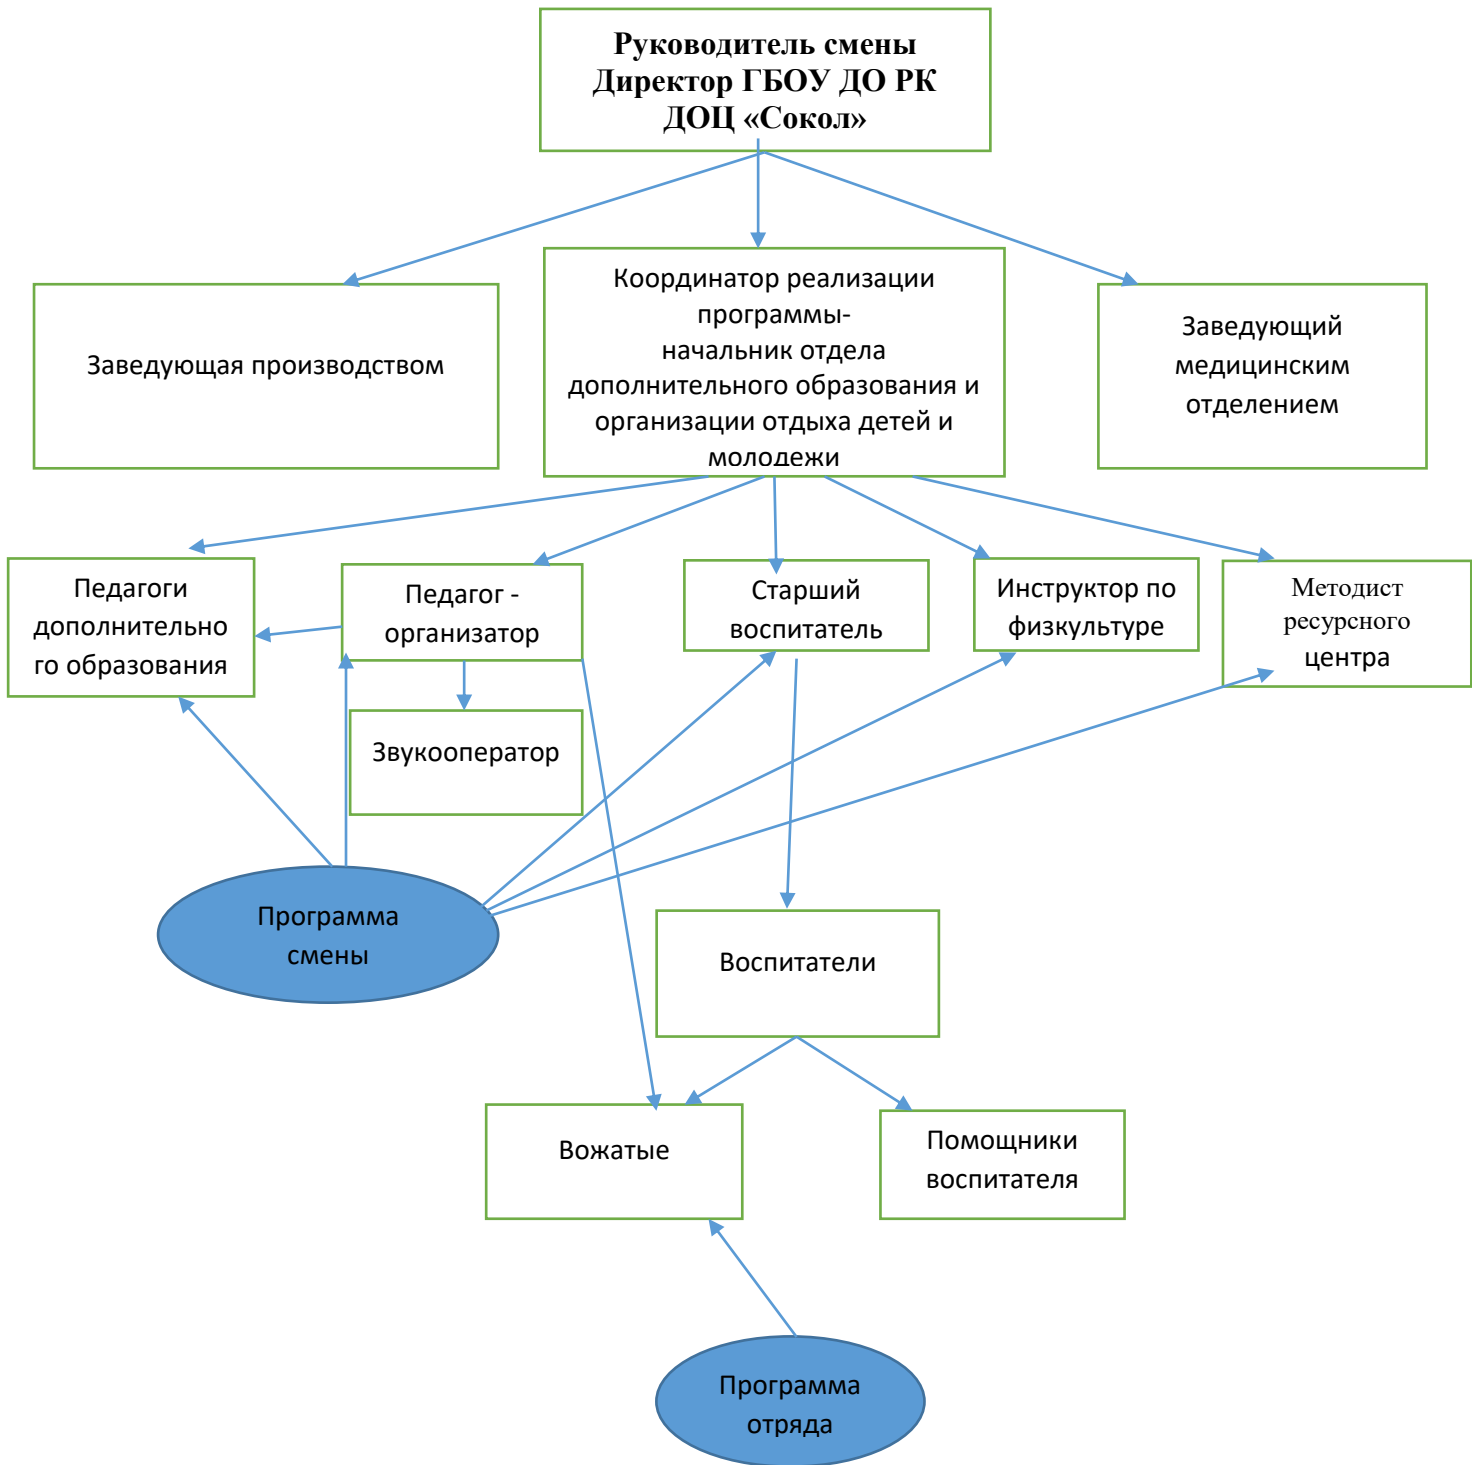 Руководитель смены
Директор ГБОУ ДО РК
ДОЦ «Сокол»
Заведующая производством
Координатор реализации
программы-
начальник отдела
дополнительного образования и
организации отдыха детей и
молодежи
Заведующий
медицинским
отделением
Педагоги
дополнительно
го образования
Педагог -
организатор
Старший
воспитатель
Инструктор по
физкультуре
Методист
ресурсного
центра
Звукооператор
Программа
смены
Воспитатели
Вожатые
Помощники
воспитателя
Программа
отряда